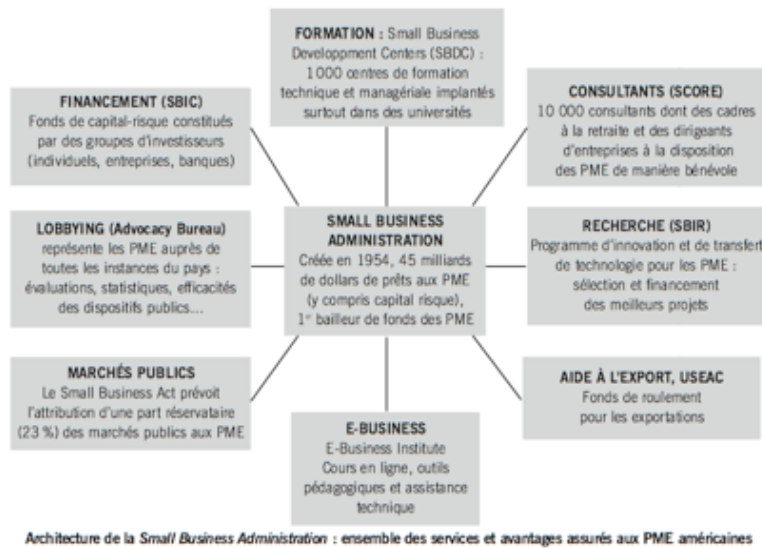 FORMATION : Small Business
Developpment Centers (SBDC) :
1 000 centres de formation
technique et managériale implantés
surtout dans des universités
FINANCEMENT (SBIC)
Fonds de capital-risque constitués
par des groupes d'investisseurs
(individuels, entreprises, banques)
CONSULTANTS (SCORE)
10 000 consultants dont des cadres
à la retraite et des dirigeants
d'entreprises à la disposition
des PME de manière bénévole
LOBBYING (Advocacy Bureau)
représente les PME auprès de
toutes les instances du pays :
évaluations, statistiques, efficacités
des dispositifs publics...
SMALL BUSINESS
ADMINISTRATION
Créée en 1954, 45 milliards
de dollars de prêts aux PME
(y compris capital risque),
1er bailleur de fonds des PME
RECHERCHE (SBIR)
Programme d'innovation et de transfert
de technologie pour les PME :
sélection et financement
des meilleurs projets
MARCHÉS PUBLICS
Le Small Business Act prévoit
l'attribution d'une part réservataire
(23 %) des marchés publics aux PME
E-BUSINESS
E-Business Institute
Cours en ligne, outils
pédagogiques et assistance
technique
AIDE À L'EXPORT, USEAC
Fonds de roulement
pour les exportations
Architecture de la Small Business Administration : ensemble des services et avantages assurés aux PME américaines